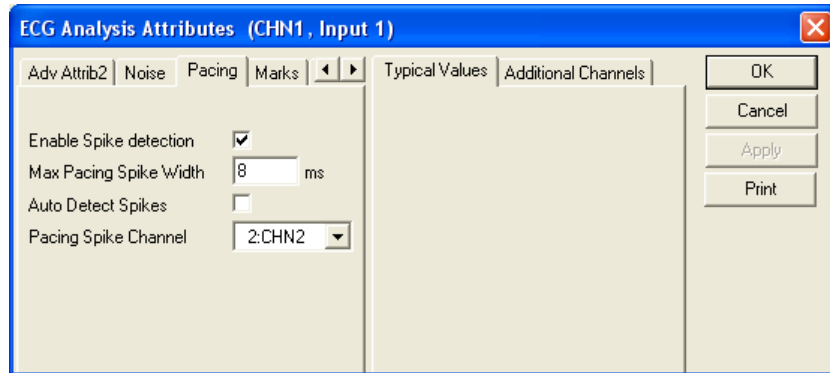 ECG Analysis Attributes (CHN1, Input 1)
Adv Attrib2 Noise Pacing Marks
Typical Values Additional Channels
OK
Cancel
Apply
Print
Enable Spike detection
Max Pacing Spike Width 8 ms
Auto Detect Spikes
Pacing Spike Channel 2:CHN2